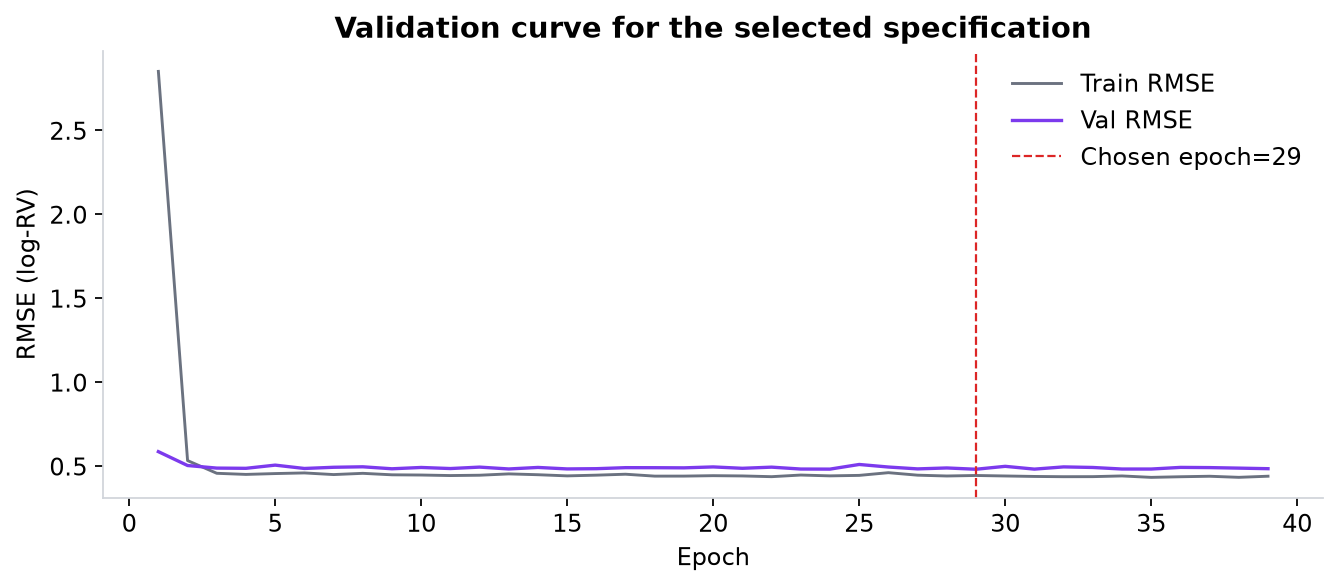 Validation curve for the selected specification
Train RMSE
Val RMSE
Chosen epoch=29
RMSE (log-RV)
2.5
2.0
1.5
1.0
0.5
0 5 10 15 20 25 30 35 40
Epoch